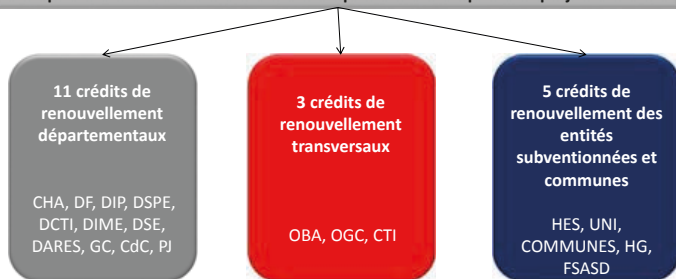 11 crédits de
renouvellement
départementaux
CHA, DF, DIP, DSPE,
DCTI, DIME, DSE,
DARES, GC, CdC, PJ
3 crédits de
renouvellement
transversaux
OBA, OGC, CTI
5 crédits de
renouvellement des
entités
subventionnées et
communes
HES, UNI,
COMMUNES, HG,
FSASD